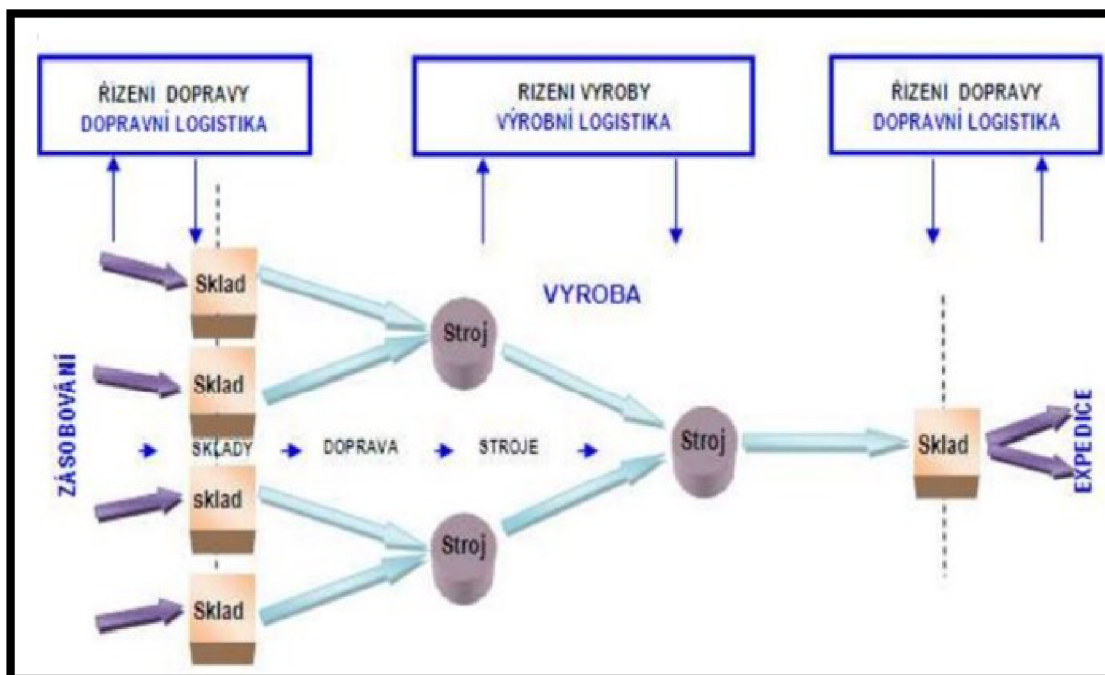 ŘÍZENÍ DOPRAVY
DOPRAVNÍ LOGISTIKA
RIZENI VYROBY
VÝROBNÍ LOGISTIKA
ŘÍZENÍ DOPRAVY
DOPRAVNÍ LOGISTIKA
Sklad
VYROBA
Stroj
Sklad
ZÁSOBOVÁNÍ
SKLADY
DOPRAVA
STROJE
Stroj
Sklad
EXPEDICE
sklad
Stroj
Sklad